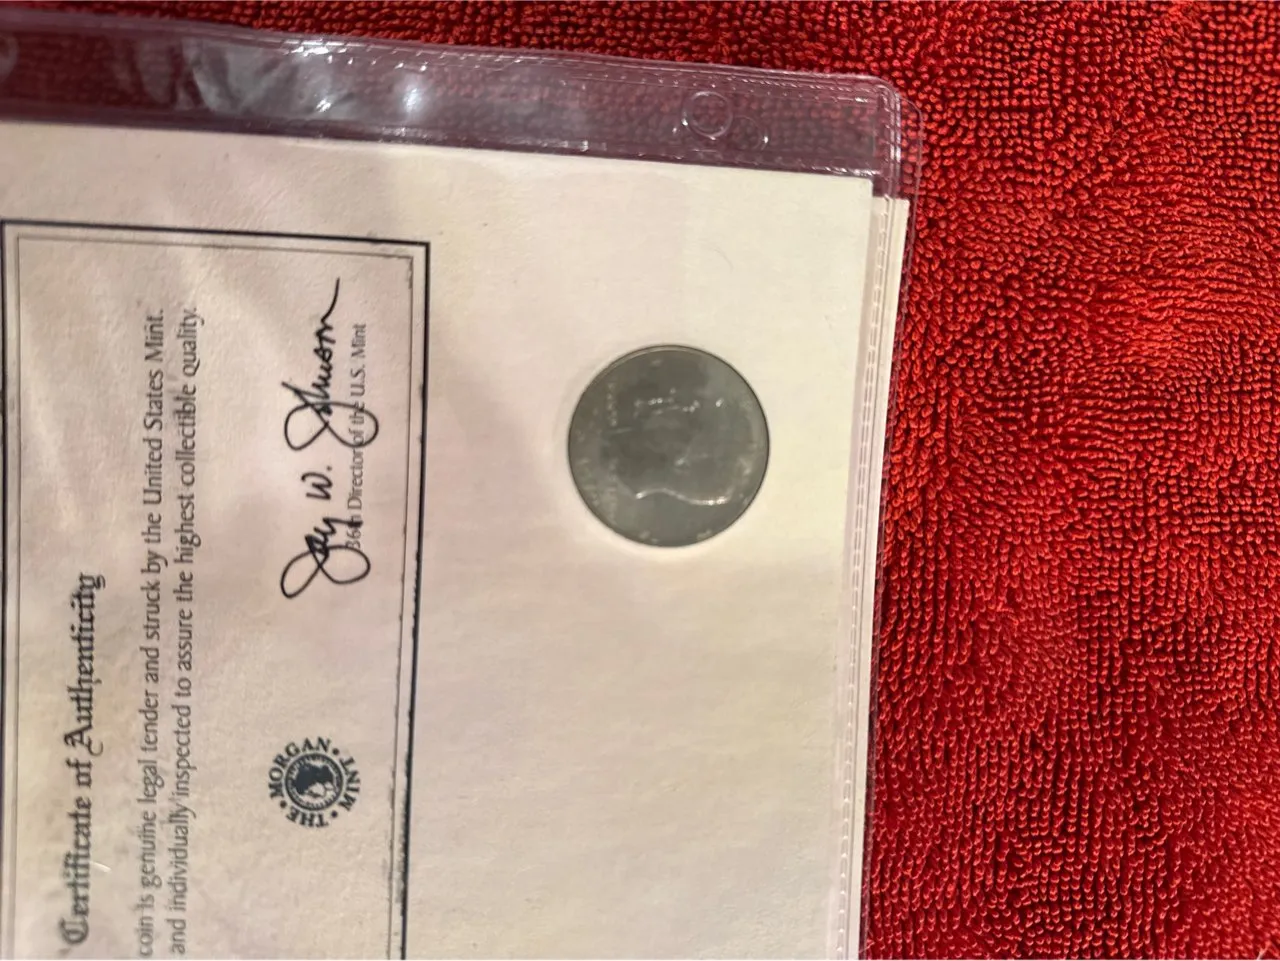 Certificate of Authenticity
coin is genuine legal tender and struck by the United States Mint.
and individually inspected to assure the highest collectible quality.
Jay W. Johnson
36th Director of the U.S. Mint
THE • MORGAN • MINT •